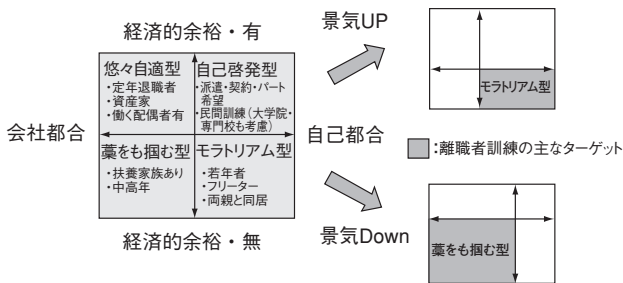 経済的余裕・有
景気UP
悠々自適型
・定年退職者
・資産家
・働く配偶者有
自己啓発型
・派遣・契約・パート
希望
・民間訓練（大学院・
専門校も考慮）
モラトリアム型
会社都合
自己都合
：離職者訓練の主なターゲット
藁をも掴む型
・扶養家族あり
・中高年
モラトリアム型
・若年者
・フリーター
・両親と同居
経済的余裕・無
景気Down
藁をも掴む型